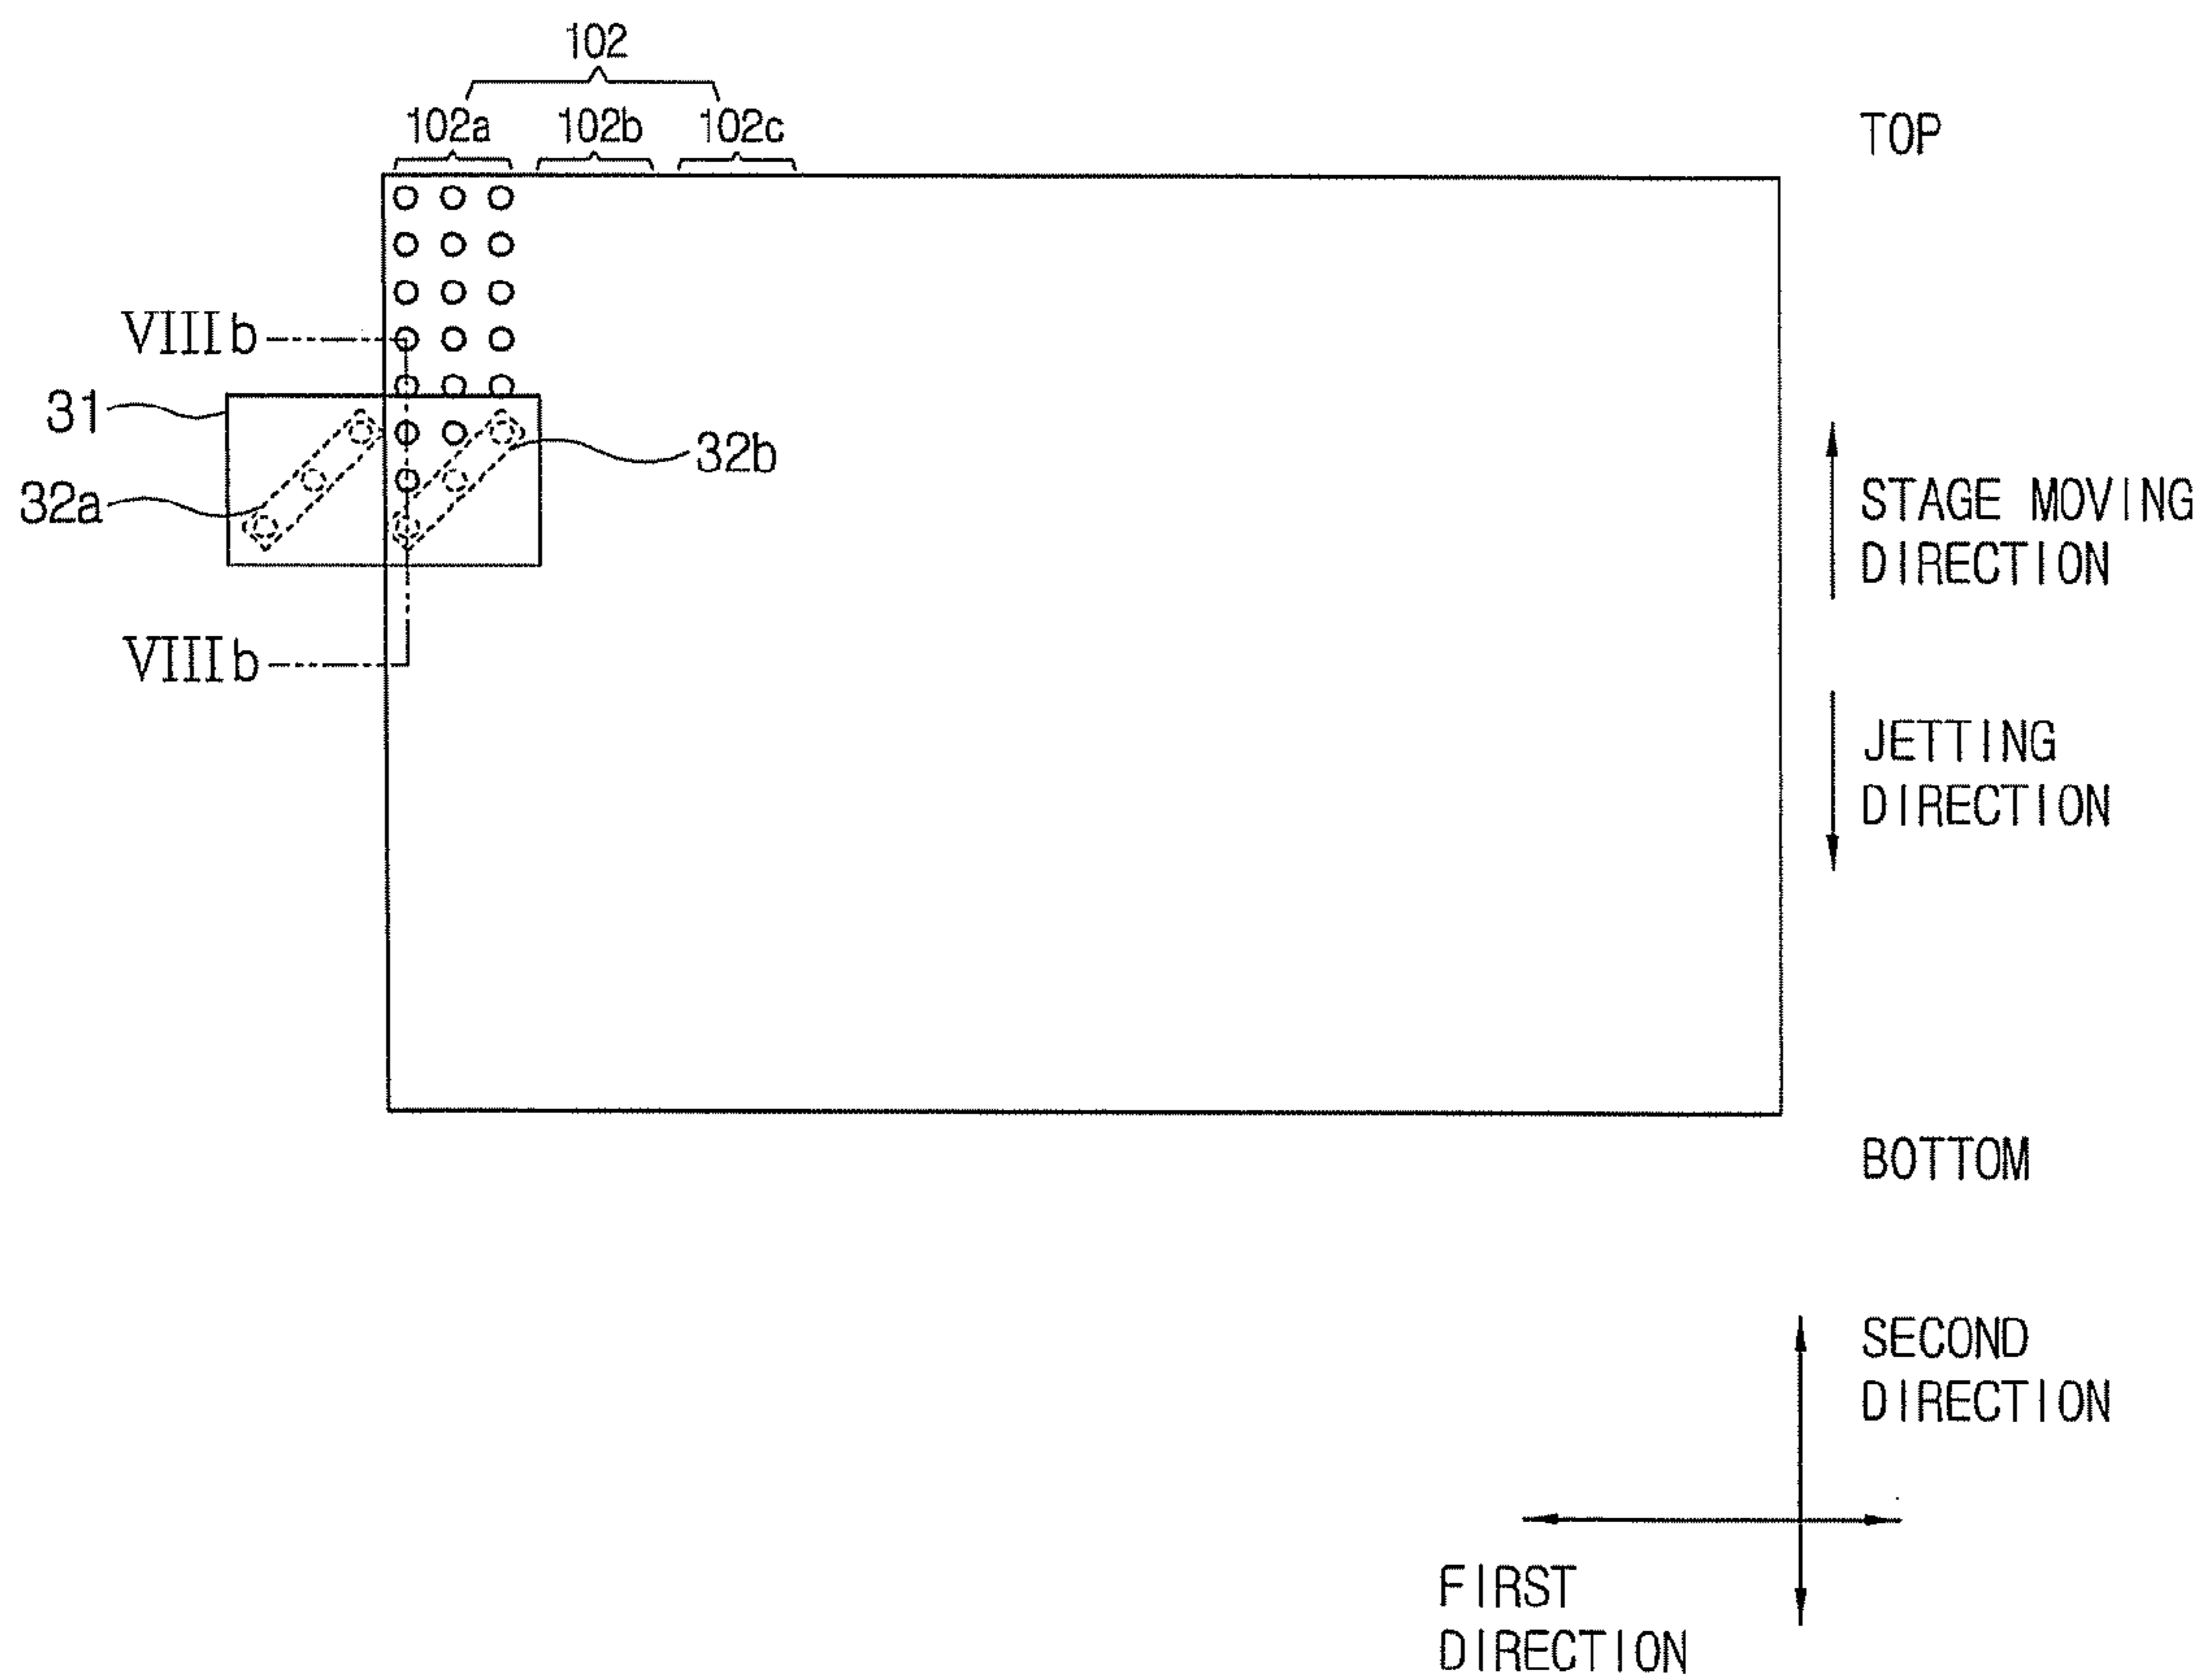 102
102a 102b 102c
TOP
VIIIb
31
32b
32a
STAGE MOVING
DIRECTION
VIIIb
JETTING
DIRECTION
BOTTOM
SECOND
DIRECTION
FIRST
DIRECTION